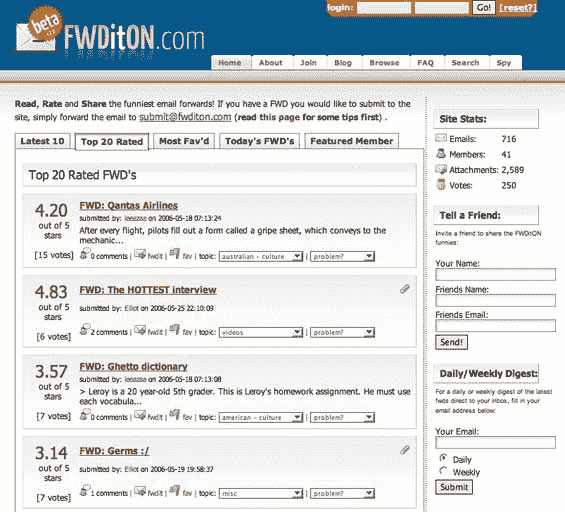 login: Go! [reset?]
beta
FWDitON.com
Home About Join Blog Browse FAQ Search Spy
Read, Rate and Share the funniest email forwards! If you have a FWD you would like to submit to the
site, simply forward the email to submit@fwditon.com (read this page for some tips first) .
Latest 10 Top 20 Rated Most Fav'd Today's FWD's Featured Member
Top 20 Rated FWD's
4.20
out of 5
stars
[15 votes]
FWD: Qantas Airlines
submitted by: ieeazaa on 2006-05-18 07:13:24
After every flight, pilots fill out a form called a gripe sheet, which conveys to the
mechanic...
0 comments | fwdit | fav | topic: australian - culture | problem?
4.83
out of 5
stars
[6 votes]
FWD: The HOTTEST interview
submitted by: Elliot on 2006-05-25 22:10:09
2 comments | fwdit | fav | topic: videos | problem?
3.57
out of 5
stars
[7 votes]
FWD: Ghetto dictionary
submitted by: ieeazaa on 2006-05-18 07:13:08
> Leroy is a 20 year-old 5th grader. This is Leroy's homework assignment. He must use
each vocabula...
0 comments | fwdit | fav | topic: american - culture | problem?
3.14
out of 5
stars
[7 votes]
FWD: Germs :/
submitted by: Elliot on 2006-05-19 19:58:37
1 comments | fwdit | fav | topic: misc | problem?
Site Stats:
Emails: 716
Members: 41
Attachments: 2,589
Votes: 250
Tell a Friend:
Invite a friend to share the FWDitON
funnies:
Your Name:
Friends Name:
Friends Email:
Send!
Daily/Weekly Digest:
For a daily or weekly digest of the latest
fwds direct to your inbox, fill in your
email address below:
Your Email:
Daily
Weekly
Submit